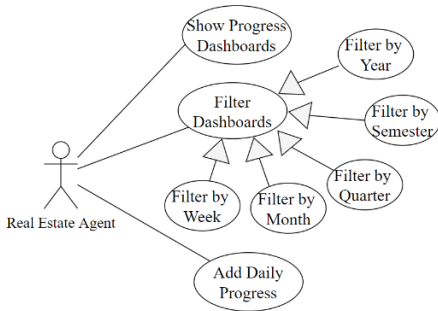 Show Progress
Dashboards
Filter by
Year
Filter
Dashboards
Filter by
Semester
Real Estate Agent
Filter by
Week
Filter by
Month
Filter by
Quarter
Add Daily
Progress